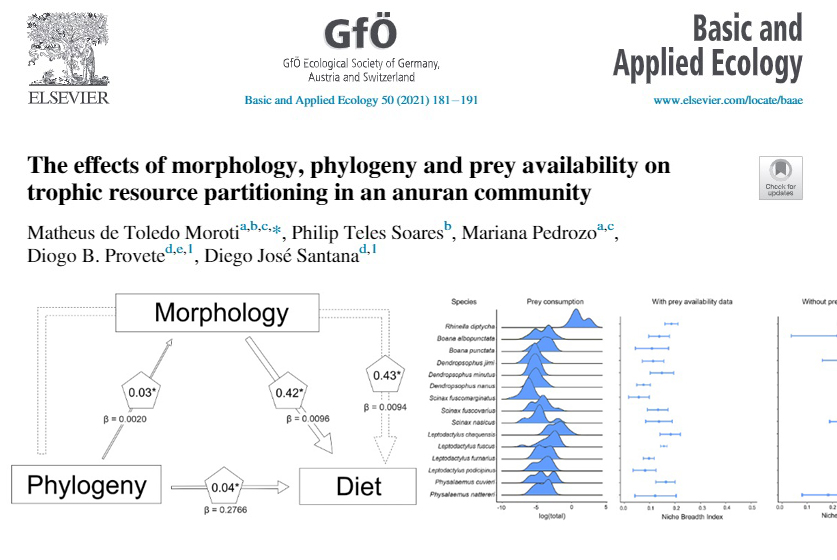 ELSEVIER
GfÖ
GfÖ Ecological Society of Germany,
Austria and Switzerland
Basic and Applied Ecology 50 (2021) 181–191
Basic and
Applied Ecology
www.elsevier.com/locate/baae
The effects of morphology, phylogeny and prey availability on
trophic resource partitioning in an anuran community
Check for
updates
Matheus de Toledo Moroti a,b,c,*, Philip Teles Soares b, Mariana Pedrozo a,c,
Diogo B. Provete d,e,1, Diego José Santana d,1
Morphology
0.03*
β = 0.0020
0.42*
β = 0.0096
0.43*
β = 0.0094
Phylogeny
0.04*
β = 0.2766
Diet
Species
Prey consumption
With prey availability data
Without pre
Rhinella diptycha
Boana albopunctata
Boana punctata
Dendropsophus jimi
Dendropsophus minutus
Dendropsophus nanus
Scinax fuscomarginatus
Scinax fuscovarius
Scinax nasicus
Leptodactylus chaquensis
Leptodactylus fuscus
Leptodactylus furnarius
Leptodactylus podicipinus
Physalaemus cuvieri
Physalaemus nattereri
-10 -5 0 5
log(total)
0.0 0.1 0.2 0.3 0.4 0.5
Niche Breadth Index
0.0 0.1 0.2
Niche